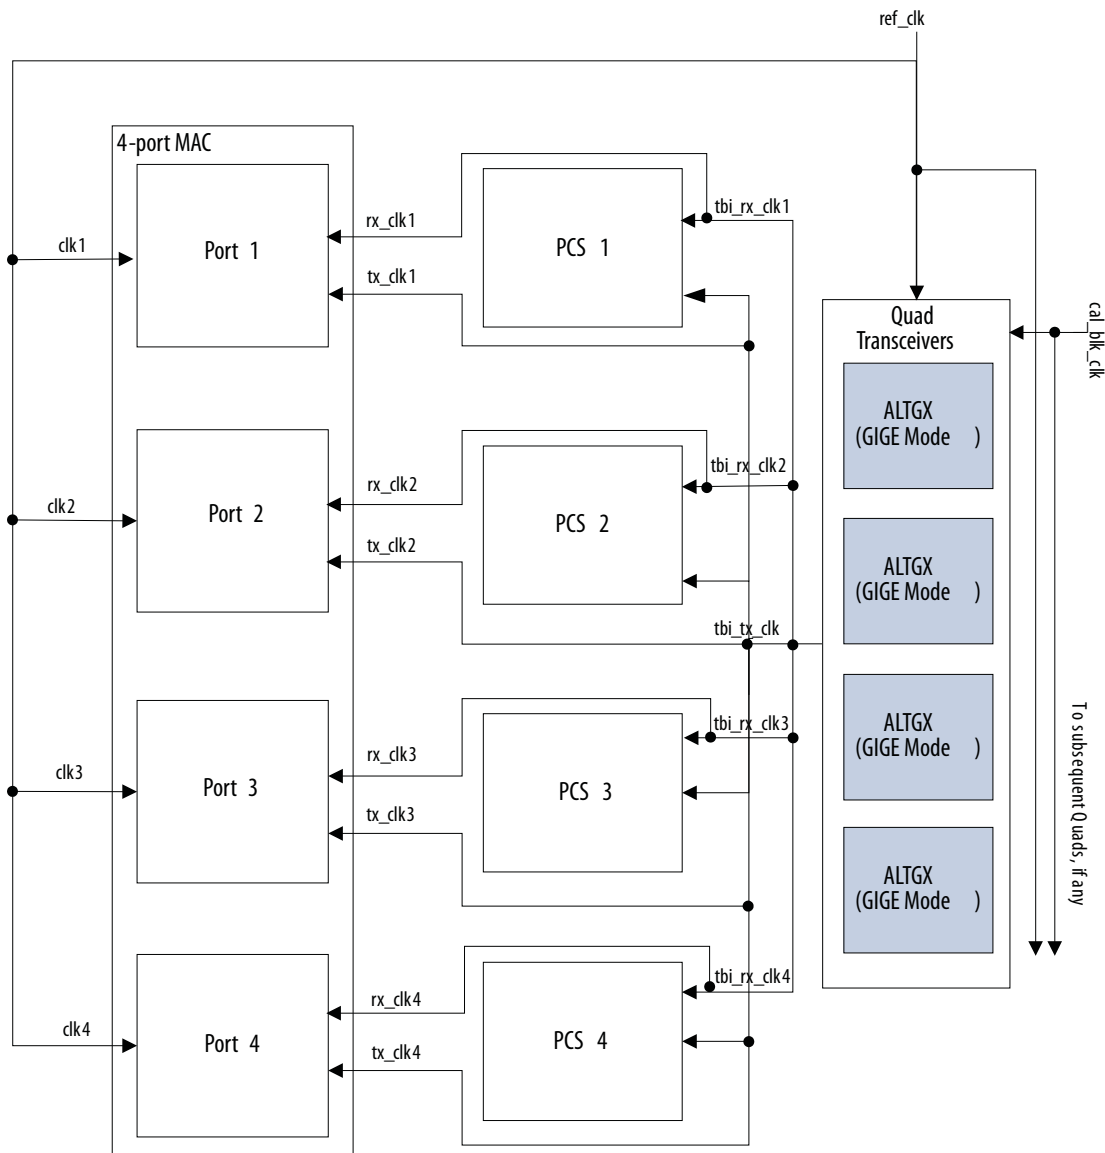 ref_clk
4-port MAC
Port 1
clk1
rx_clk1
tx_clk1
PCS 1
tbi_rx_clk1
Quad
Transceivers
cal_blk_clk
ALTGX
(GIGE Mode )
Port 2
clk2
rx_clk2
tx_clk2
PCS 2
tbi_rx_clk2
ALTGX
(GIGE Mode )
tbi_tx_clk
Port 3
clk3
rx_clk3
tx_clk3
PCS 3
tbi_rx_clk3
ALTGX
(GIGE Mode )
To subsequent Quads, if any
ALTGX
(GIGE Mode )
Port 4
clk4
rx_clk4
tx_clk4
PCS 4
tbi_rx_clk4